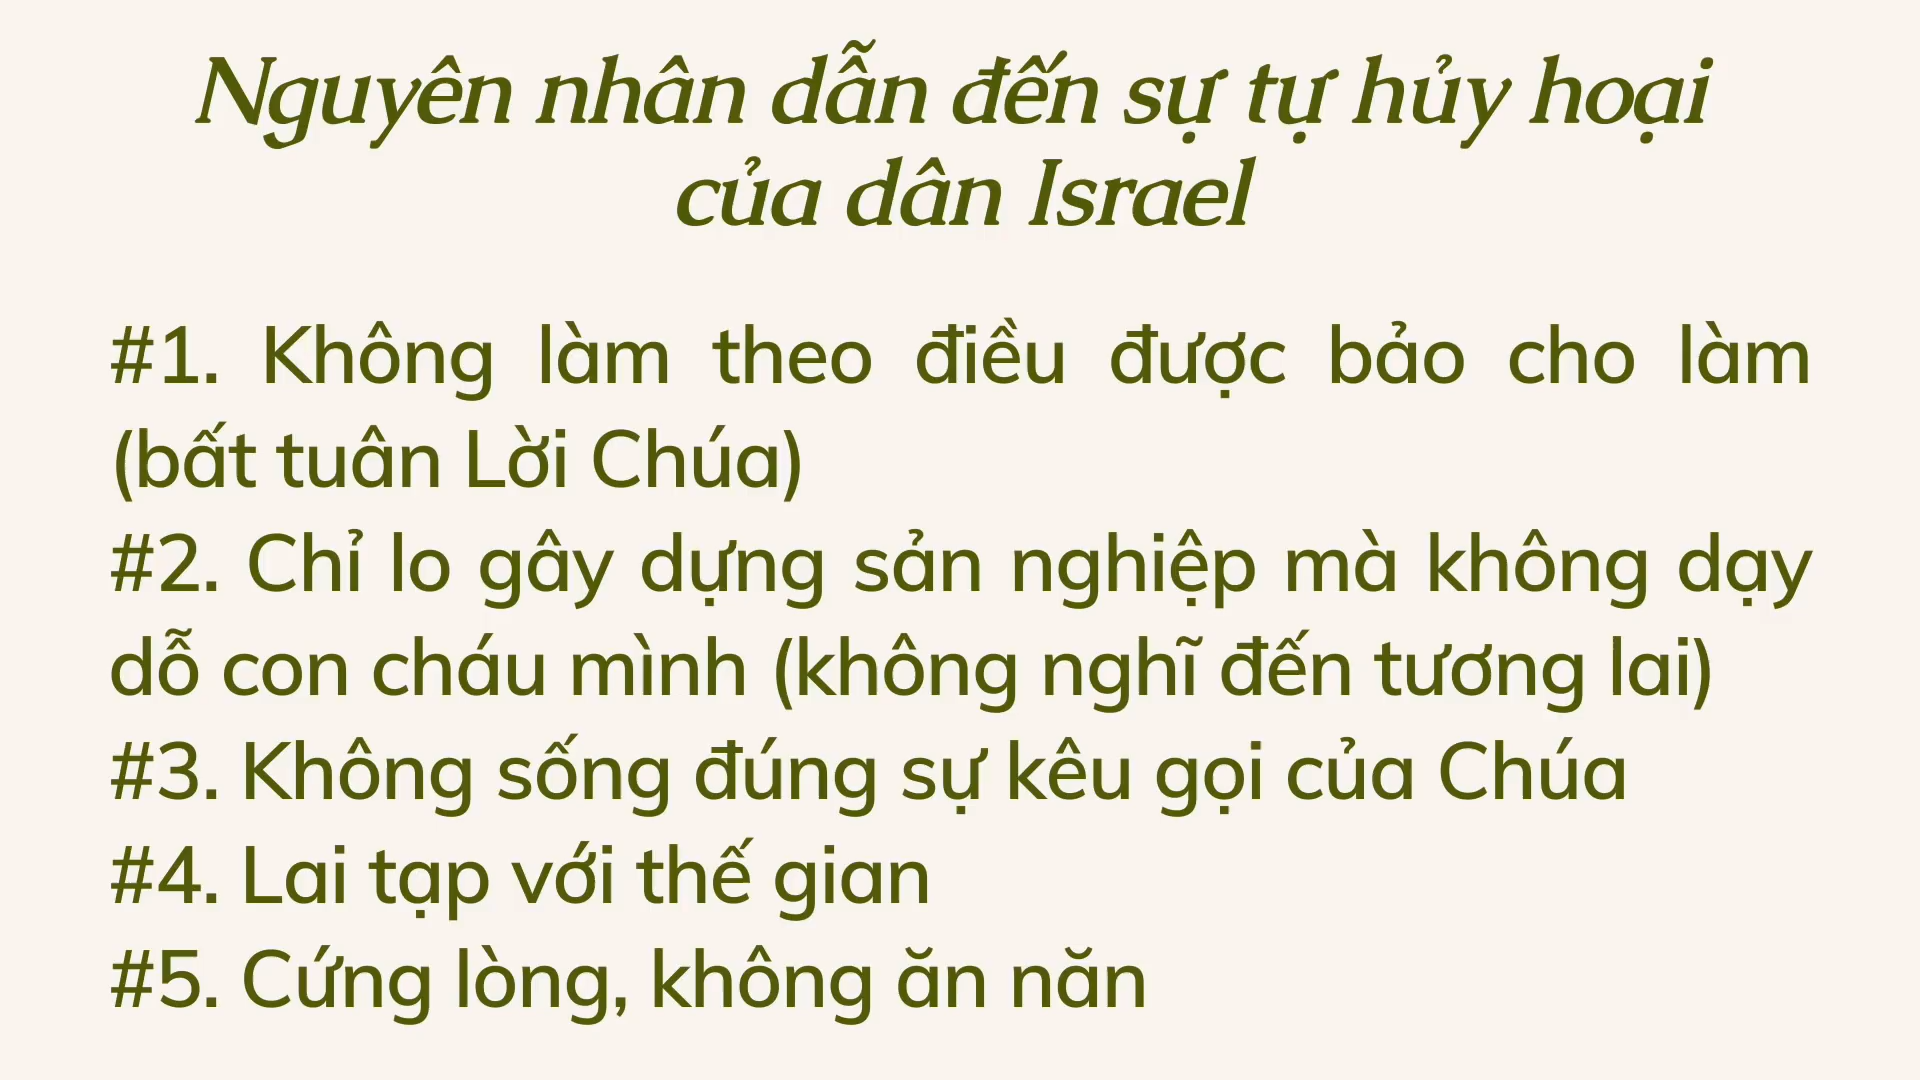 Nguyên nhân dẫn đến sự tự hủy hoại
của dân Israel
#1. Không làm theo điều được bảo cho làm
(bất tuân Lời Chúa)
#2. Chỉ lo gây dựng sản nghiệp mà không dạy
dỗ con cháu mình (không nghĩ đến tương lai)
#3. Không sống đúng sự kêu gọi của Chúa
#4. Lai tạp với thế gian
#5. Cứng lòng, không ăn năn